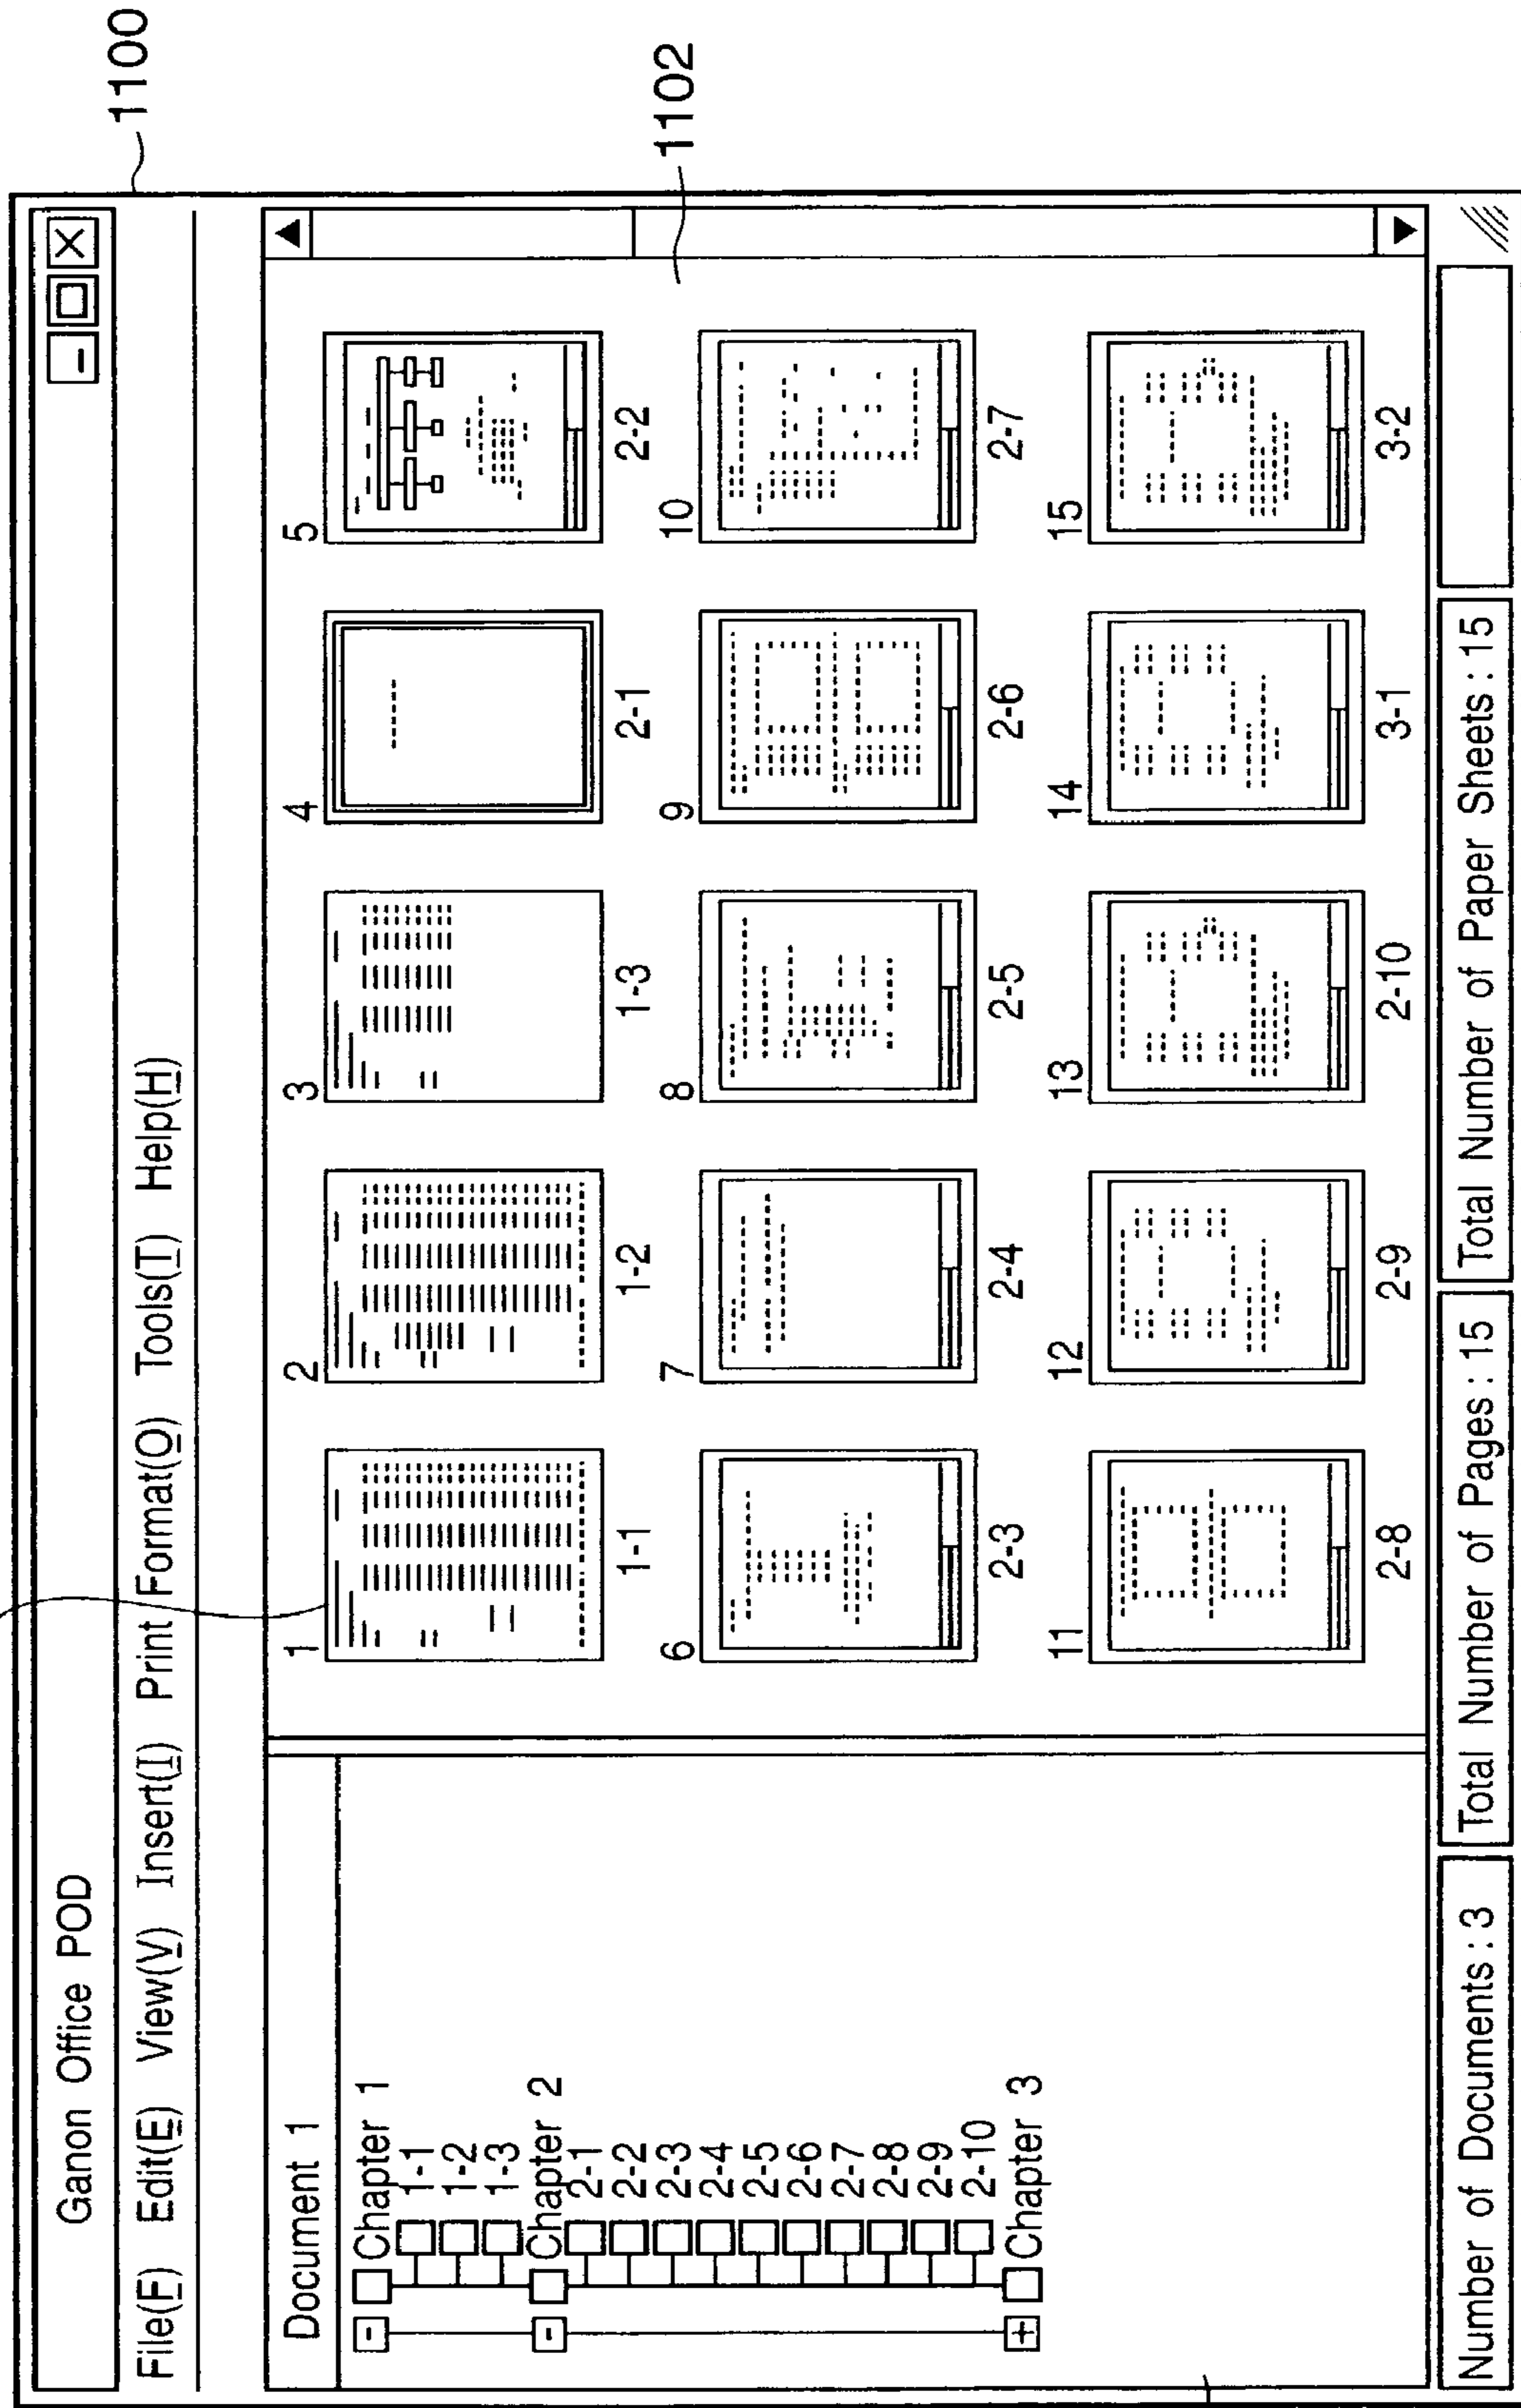 1100
Ganon Office POD
File(F) Edit(E) View(V) Insert(I) Print Format(O) Tools(T) Help(H)
Document 1
- Chapter 1
1-1
1-2
1-3
- Chapter 2
2-1
2-2
2-3
2-4
2-5
2-6
2-7
2-8
2-9
2-10
+ Chapter 3
1 2 3 4 5
1-1 1-2 1-3 2-1 2-2
1102
6 7 8 9 10
2-3 2-4 2-5 2-6 2-7
11 12 13 14 15
2-8 2-9 2-10 3-1 3-2
Number of Documents : 3 Total Number of Pages : 15 Total Number of Paper Sheets : 15